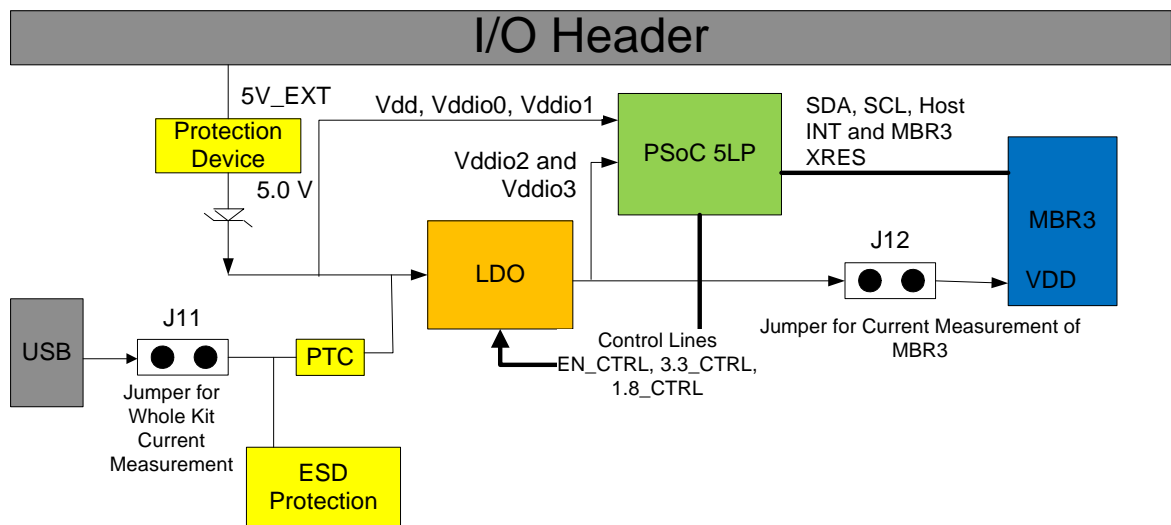 I/O Header
5V_EXT
Protection
Device
5.0 V
Vdd, Vddio0, Vddio1
Vddio2 and
Vddio3
PSoC 5LP
SDA, SCL, Host
INT and MBR3
XRES
MBR3
VDD
LDO
J12
Jumper for Current Measurement of
MBR3
Control Lines
EN_CTRL, 3.3_CTRL,
1.8_CTRL
USB
J11
Jumper for
Whole Kit
Current
Measurement
PTC
ESD
Protection